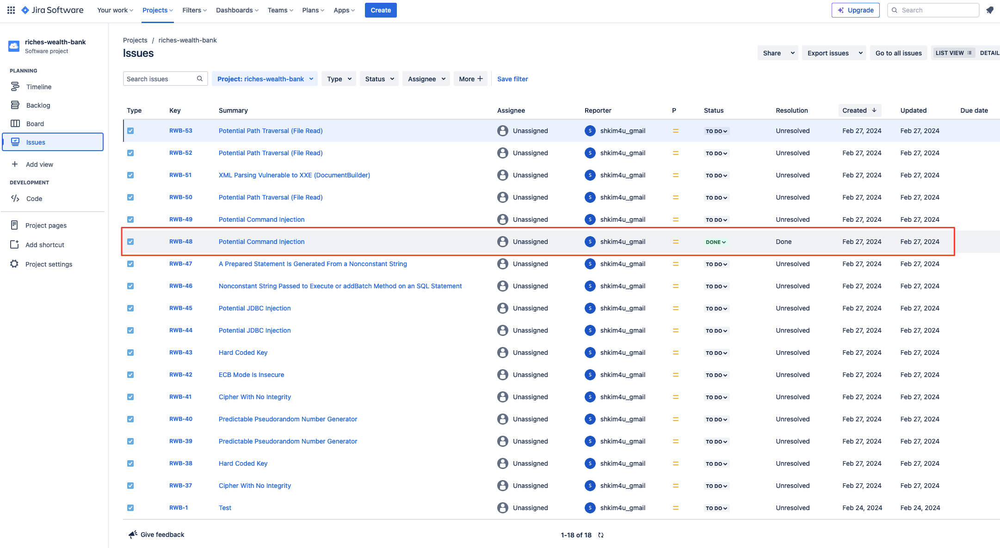 Jira Software Your work Projects Filters Dashboards Teams Plans Apps Create Upgrade Search
riches-wealth-bank
Software project
PLANNING
Timeline
Backlog
Board
Issues
Add view
DEVELOPMENT
Code
Project pages
Add shortcut
Project settings
Projects / riches-wealth-bank
Issues
Share Export issues Go to all issues LIST VIEW DETAIL
Search issues Project: riches-wealth-bank Type Status Assignee More + Save filter
Type Key Summary Assignee Reporter P Status Resolution Created ↓ Updated Due date
RWB-53 Potential Path Traversal (File Read) Unassigned S shkim4u_gmail TO DO Unresolved Feb 27, 2024 Feb 27, 2024
RWB-52 Potential Path Traversal (File Read) Unassigned S shkim4u_gmail TO DO Unresolved Feb 27, 2024 Feb 27, 2024
RWB-51 XML Parsing Vulnerable to XXE (DocumentBuilder) Unassigned S shkim4u_gmail TO DO Unresolved Feb 27, 2024 Feb 27, 2024
RWB-50 Potential Path Traversal (File Read) Unassigned S shkim4u_gmail TO DO Unresolved Feb 27, 2024 Feb 27, 2024
RWB-49 Potential Command Injection Unassigned S shkim4u_gmail TO DO Unresolved Feb 27, 2024 Feb 27, 2024
RWB-48 Potential Command Injection Unassigned S shkim4u_gmail DONE Done Feb 27, 2024 Feb 27, 2024
RWB-47 A Prepared Statement Is Generated From a Nonconstant String Unassigned S shkim4u_gmail TO DO Unresolved Feb 27, 2024 Feb 27, 2024
RWB-46 Nonconstant String Passed to Execute or addBatch Method on an SQL Statement Unassigned S shkim4u_gmail TO DO Unresolved Feb 27, 2024 Feb 27, 2024
RWB-45 Potential JDBC Injection Unassigned S shkim4u_gmail TO DO Unresolved Feb 27, 2024 Feb 27, 2024
RWB-44 Potential JDBC Injection Unassigned S shkim4u_gmail TO DO Unresolved Feb 27, 2024 Feb 27, 2024
RWB-43 Hard Coded Key Unassigned S shkim4u_gmail TO DO Unresolved Feb 27, 2024 Feb 27, 2024
RWB-42 ECB Mode Is Insecure Unassigned S shkim4u_gmail TO DO Unresolved Feb 27, 2024 Feb 27, 2024
RWB-41 Cipher With No Integrity Unassigned S shkim4u_gmail TO DO Unresolved Feb 27, 2024 Feb 27, 2024
RWB-40 Predictable Pseudorandom Number Generator Unassigned S shkim4u_gmail TO DO Unresolved Feb 27, 2024 Feb 27, 2024
RWB-39 Predictable Pseudorandom Number Generator Unassigned S shkim4u_gmail TO DO Unresolved Feb 27, 2024 Feb 27, 2024
RWB-38 Hard Coded Key Unassigned S shkim4u_gmail TO DO Unresolved Feb 27, 2024 Feb 27, 2024
RWB-37 Cipher With No Integrity Unassigned S shkim4u_gmail TO DO Unresolved Feb 27, 2024 Feb 27, 2024
RWB-1 Test Unassigned S shkim4u_gmail TO DO Unresolved Feb 24, 2024 Feb 24, 2024
Give feedback 1-18 of 18